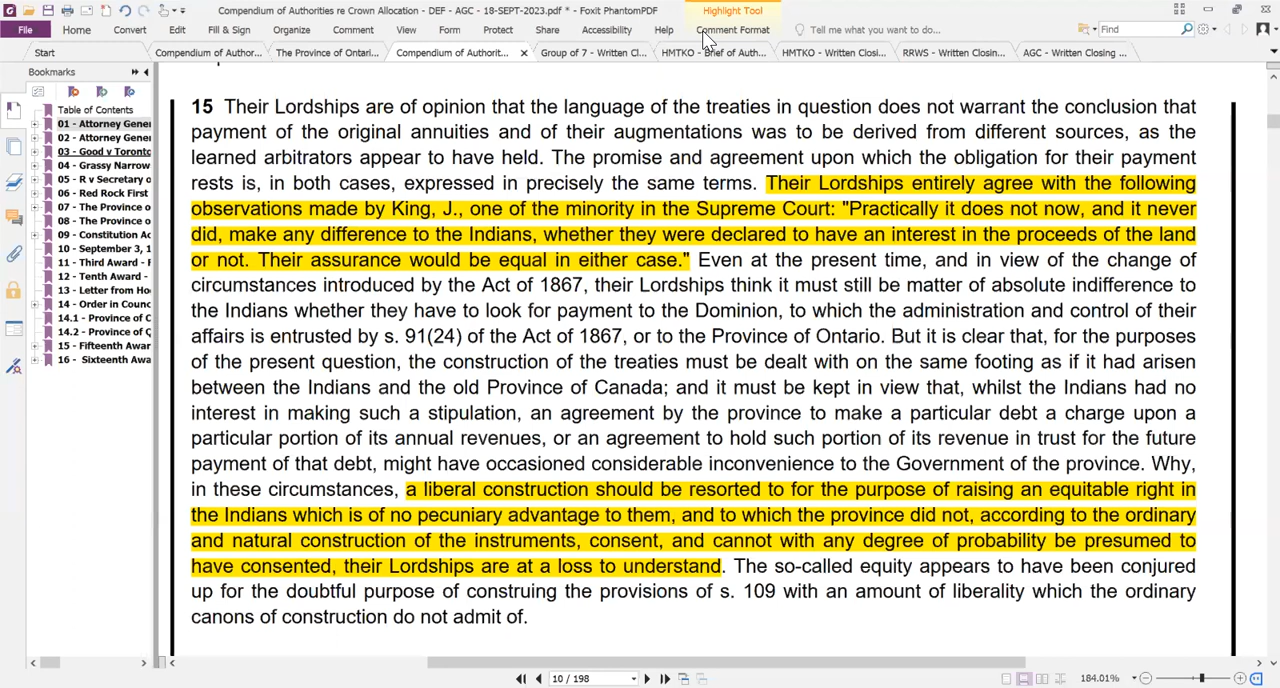 Compendium of Authorities re Crown Allocation - DEF - AGC - 18-SEPT-2023.pdf * - Foxit PhantomPDF
Highlight Tool
File Home Convert Edit Fill & Sign Organize Comment View Form Protect Share Accessibility Help Comment Format Tell me what you want to do... Find
Start Compendium of Author... The Province of Ontari... Compendium of Authorit... Group of 7 - Written Cl... HMTKO - Brief of Auth... HMTKO - Written Closi... RRWS - Written Closin... AGC - Written Closing ...
Bookmarks
Table of Contents
01 - Attorney Gener
02 - Attorney Gener
03 - Good v Toronto
04 - Grassy Narrow
05 - R v Secretary o
06 - Red Rock First
07 - The Province o
08 - The Province o
09 - Constitution Ac
10 - September 3, 1
11 - Third Award - F
12 - Tenth Award -
13 - Letter from Ho
14 - Order in Counc
14.1 - Province of C
14.2 - Province of Q
15 - Fifteenth Awar
16 - Sixteenth Awa
15 Their Lordships are of opinion that the language of the treaties in question does not warrant the conclusion that
payment of the original annuities and of their augmentations was to be derived from different sources, as the
learned arbitrators appear to have held. The promise and agreement upon which the obligation for their payment
rests is, in both cases, expressed in precisely the same terms. Their Lordships entirely agree with the following
observations made by King, J., one of the minority in the Supreme Court: "Practically it does not now, and it never
did, make any difference to the Indians, whether they were declared to have an interest in the proceeds of the land
or not. Their assurance would be equal in either case." Even at the present time, and in view of the change of
circumstances introduced by the Act of 1867, their Lordships think it must still be matter of absolute indifference to
the Indians whether they have to look for payment to the Dominion, to which the administration and control of their
affairs is entrusted by s. 91(24) of the Act of 1867, or to the Province of Ontario. But it is clear that, for the purposes
of the present question, the construction of the treaties must be dealt with on the same footing as if it had arisen
between the Indians and the old Province of Canada; and it must be kept in view that, whilst the Indians had no
interest in making such a stipulation, an agreement by the province to make a particular debt a charge upon a
particular portion of its annual revenues, or an agreement to hold such portion of its revenue in trust for the future
payment of that debt, might have occasioned considerable inconvenience to the Government of the province. Why,
in these circumstances, a liberal construction should be resorted to for the purpose of raising an equitable right in
the Indians which is of no pecuniary advantage to them, and to which the province did not, according to the ordinary
and natural construction of the instruments, consent, and cannot with any degree of probability be presumed to
have consented, their Lordships are at a loss to understand. The so-called equity appears to have been conjured
up for the doubtful purpose of construing the provisions of s. 109 with an amount of liberality which the ordinary
canons of construction do not admit of.
10 / 198
184.01%